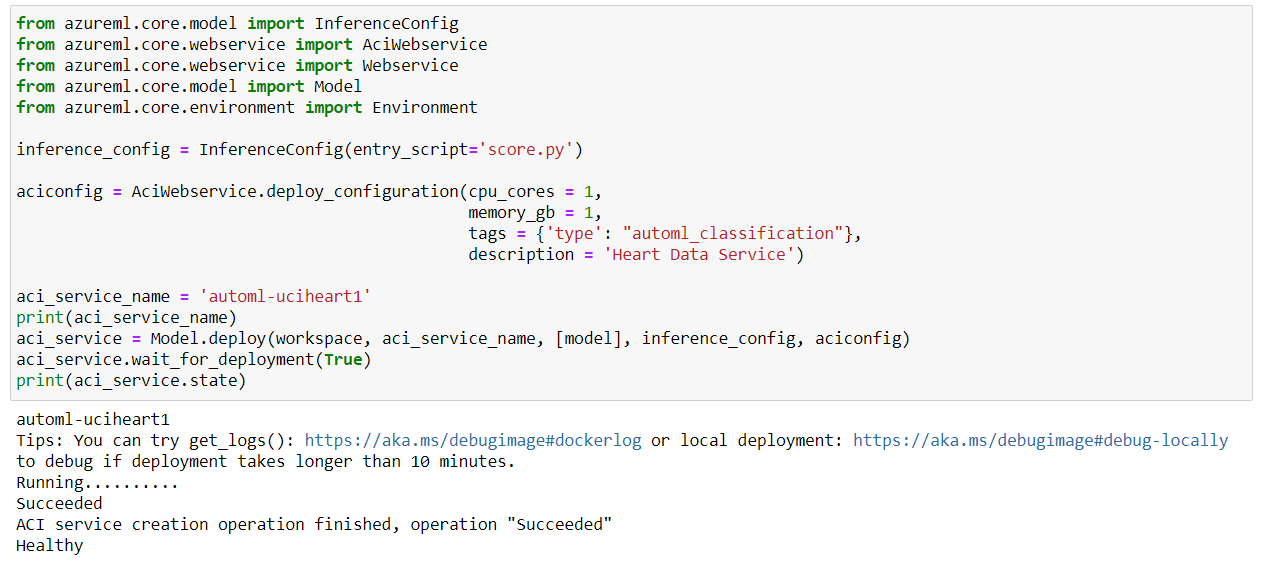 from azureml.core.model import InferenceConfig
from azureml.core.webservice import AciWebservice
from azureml.core.webservice import Webservice
from azureml.core.model import Model
from azureml.core.environment import Environment
inference_config = InferenceConfig(entry_script='score.py')
aciconfig = AciWebservice.deploy_configuration(cpu_cores = 1,
memory_gb = 1,
tags = {'type': "automl_classification"},
description = 'Heart Data Service')
aci_service_name = 'automl-uciheart1'
print(aci_service_name)
aci_service = Model.deploy(workspace, aci_service_name, [model], inference_config, aciconfig)
aci_service.wait_for_deployment(True)
print(aci_service.state)
automl-uciheart1
Tips: You can try get_logs(): https://aka.ms/debugimage#dockerlog or local deployment: https://aka.ms/debugimage#debug-locally
to debug if deployment takes longer than 10 minutes.
Running..........
Succeeded
ACI service creation operation finished, operation "Succeeded"
Healthy